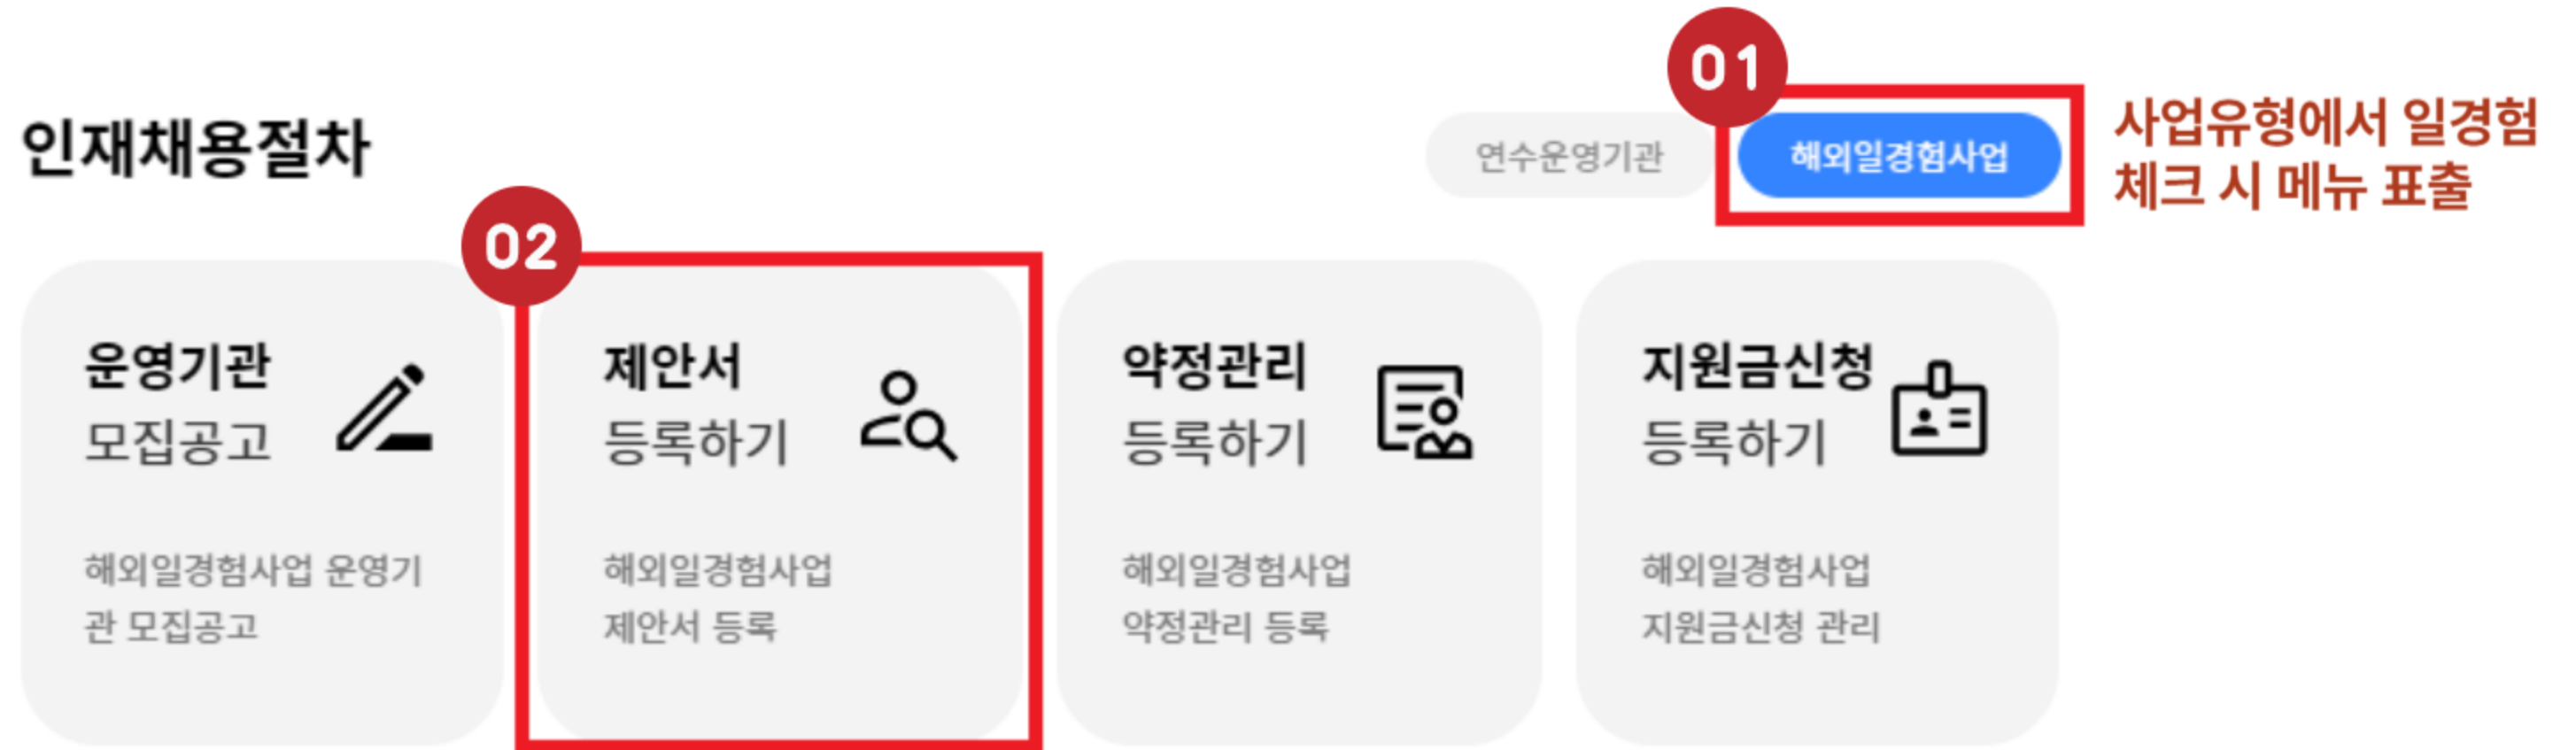 01
인재채용절차
연수운영기관
해외일경험사업
사업유형에서 일경험
체크 시 메뉴 표출
02
운영기관
모집공고
해외일경험사업 운영기
관 모집공고
제안서
등록하기
해외일경험사업
제안서 등록
약정관리
등록하기
해외일경험사업
약정관리 등록
지원금신청
등록하기
해외일경험사업
지원금신청 관리